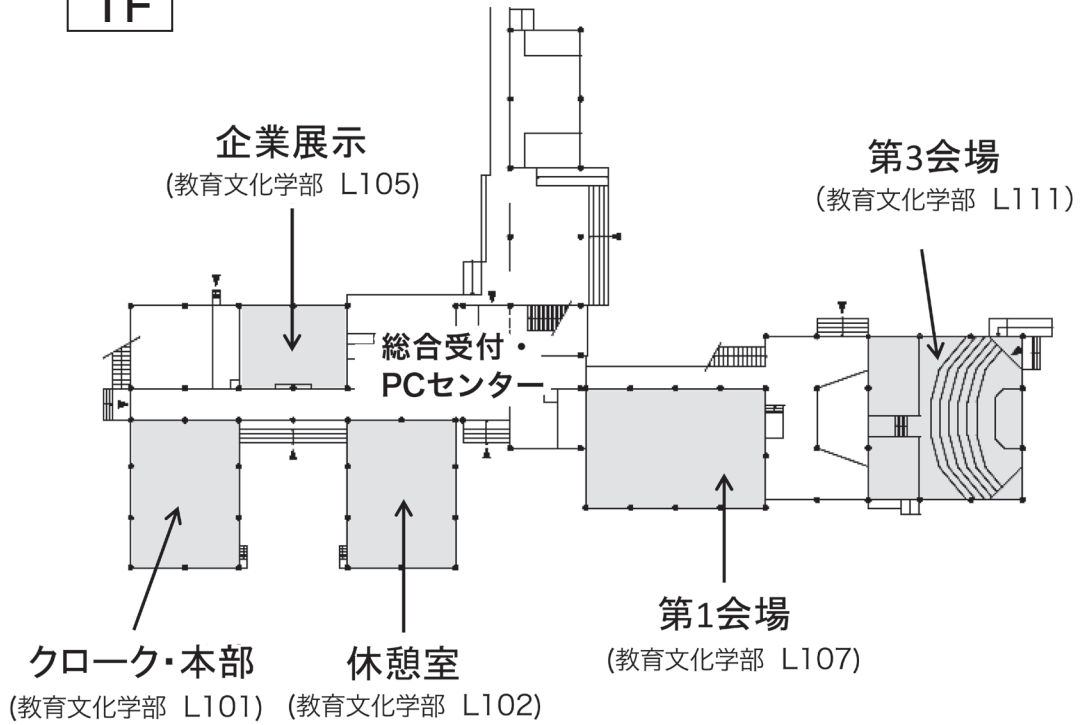 1F
企業展示
(教育文化学部 L105)
第3会場
(教育文化学部 L111)
総合受付・
PCセンター
第1会場
(教育文化学部 L107)
クローク・本部
(教育文化学部 L101)
休憩室
(教育文化学部 L102)